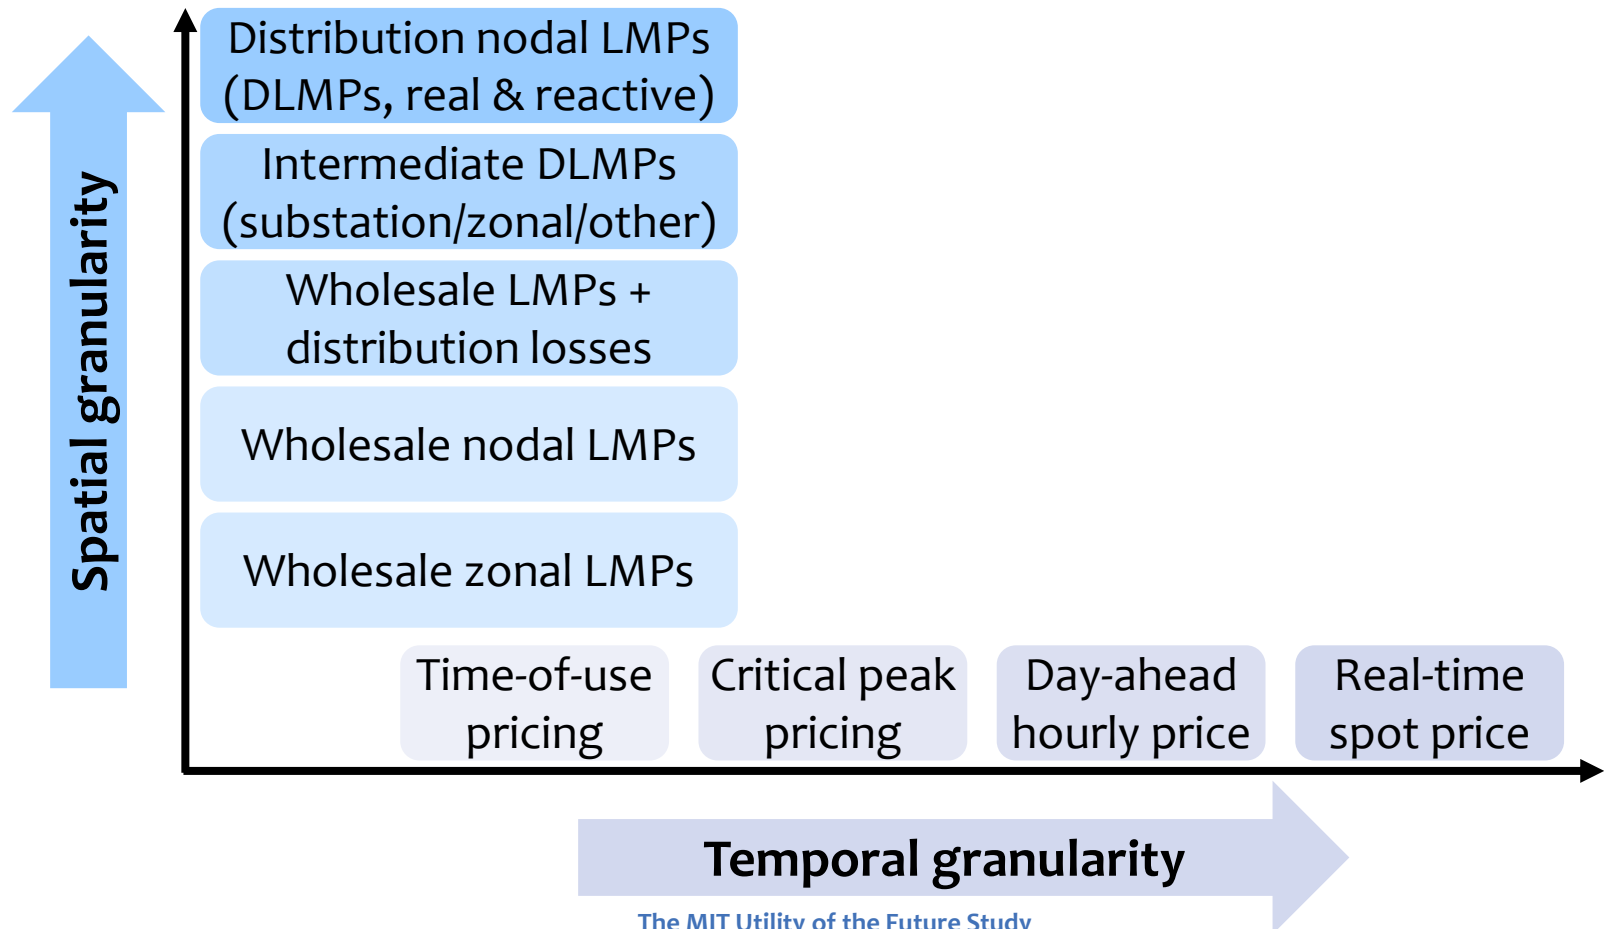 Distribution nodal LMPs
(DLMPs, real & reactive)
Intermediate DLMPs
(substation/zonal/other)
Wholesale LMPs +
distribution losses
Wholesale nodal LMPs
Wholesale zonal LMPs
Spatial granularity
Time-of-use
pricing
Critical peak
pricing
Day-ahead
hourly price
Real-time
spot price
Temporal granularity
The MIT Utility of the Future Study